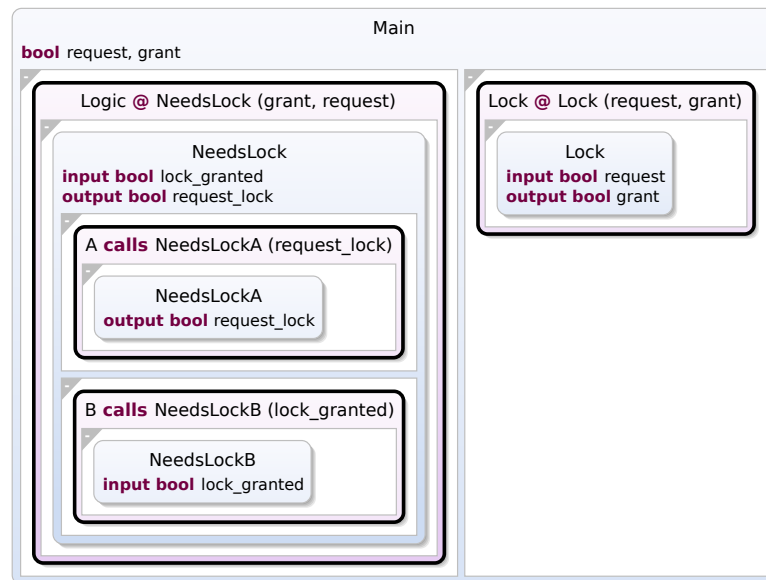 Main
bool request, grant
Logic @ NeedsLock (grant, request)
NeedsLock
input bool lock_granted
output bool request_lock
A calls NeedsLockA (request_lock)
NeedsLockA
output bool request_lock
B calls NeedsLockB (lock_granted)
NeedsLockB
input bool lock_granted
Lock @ Lock (request, grant)
Lock
input bool request
output bool grant